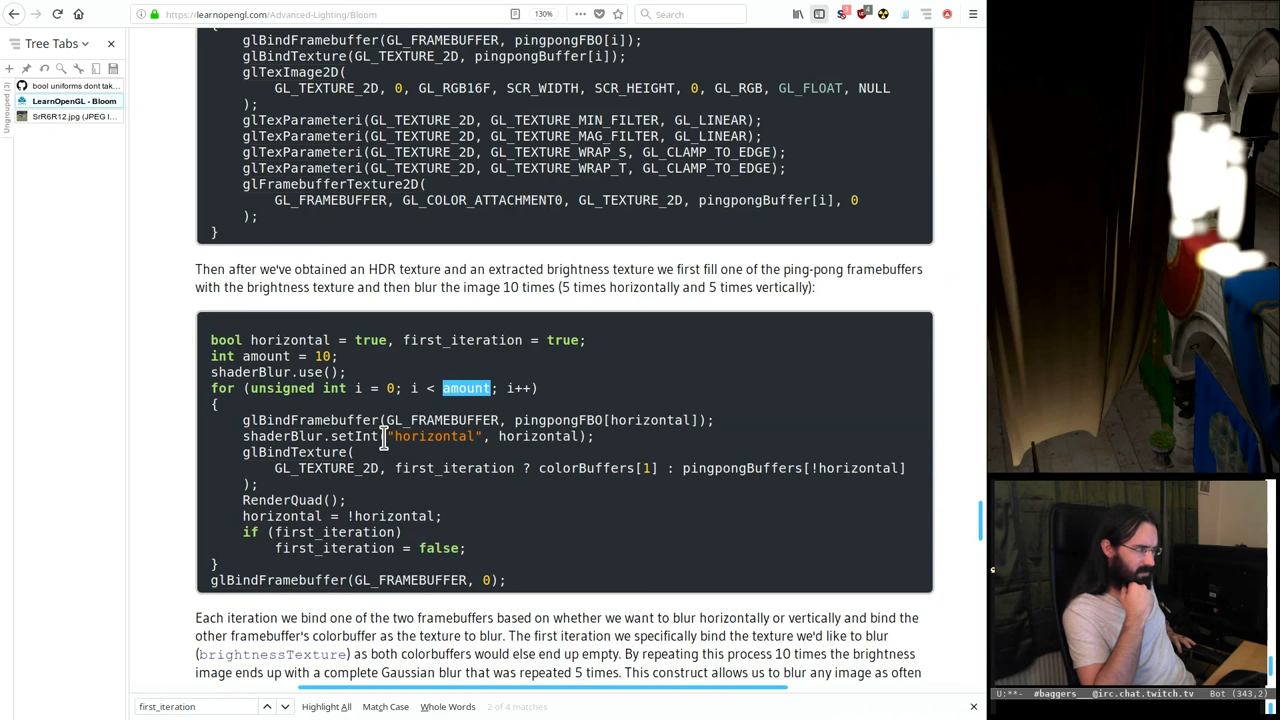 https://learnopengl.com/Advanced-Lighting/Bloom
130%
Search
Tree Tabs
Ungrouped (3)
bool uniforms dont tak...
LearnOpenGL - Bloom
SrR6R12.jpg (JPEG I...
{
glBindFramebuffer(GL_FRAMEBUFFER, pingpongFBO[i]);
glBindTexture(GL_TEXTURE_2D, pingpongBuffer[i]);
glTexImage2D(
GL_TEXTURE_2D, 0, GL_RGB16F, SCR_WIDTH, SCR_HEIGHT, 0, GL_RGB, GL_FLOAT, NULL
);
glTexParameteri(GL_TEXTURE_2D, GL_TEXTURE_MIN_FILTER, GL_LINEAR);
glTexParameteri(GL_TEXTURE_2D, GL_TEXTURE_MAG_FILTER, GL_LINEAR);
glTexParameteri(GL_TEXTURE_2D, GL_TEXTURE_WRAP_S, GL_CLAMP_TO_EDGE);
glTexParameteri(GL_TEXTURE_2D, GL_TEXTURE_WRAP_T, GL_CLAMP_TO_EDGE);
glFramebufferTexture2D(
GL_FRAMEBUFFER, GL_COLOR_ATTACHMENT0, GL_TEXTURE_2D, pingpongBuffer[i], 0
);
}
Then after we've obtained an HDR texture and an extracted brightness texture we first fill one of the ping-pong framebuffers
with the brightness texture and then blur the image 10 times (5 times horizontally and 5 times vertically):
bool horizontal = true, first_iteration = true;
int amount = 10;
shaderBlur.use();
for (unsigned int i = 0; i < amount; i++)
{
glBindFramebuffer(GL_FRAMEBUFFER, pingpongFBO[horizontal]);
shaderBlur.setInt("horizontal", horizontal);
glBindTexture(
GL_TEXTURE_2D, first_iteration ? colorBuffers[1] : pingpongBuffers[!horizontal]
);
RenderQuad();
horizontal = !horizontal;
if (first_iteration)
first_iteration = false;
}
glBindFramebuffer(GL_FRAMEBUFFER, 0);
Each iteration we bind one of the two framebuffers based on whether we want to blur horizontally or vertically and bind the
other framebuffer's colorbuffer as the texture to blur. The first iteration we specifically bind the texture we'd like to blur
(brightnessTexture) as both colorbuffers would else end up empty. By repeating this process 10 times the brightness
image ends up with a complete Gaussian blur that was repeated 5 times. This construct allows us to blur any image as often
first_iteration
Highlight All
Match Case
Whole Words
2 of 4 matches
U:**- #baggers___@irc.chat.twitch.tv Bot (343,2)